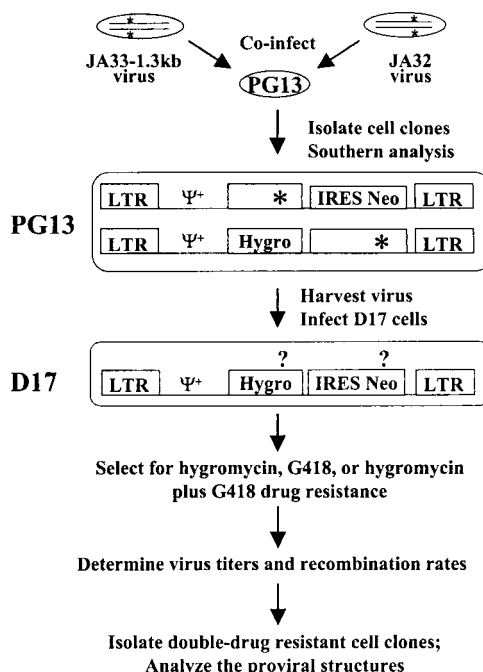 * * Co-infect * *
JA33-1.3kb JA32
virus PG13 virus
Isolate cell clones
Southern analysis
LTR Ψ+ * IRES Neo LTR
PG13
LTR Ψ+ Hygro * LTR
Harvest virus
Infect D17 cells
? ?
D17 LTR Ψ+ Hygro IRES Neo LTR
Select for hygromycin, G418, or hygromycin
plus G418 drug resistance
Determine virus titers and recombination rates
Isolate double-drug resistant cell clones;
Analyze the proviral structures